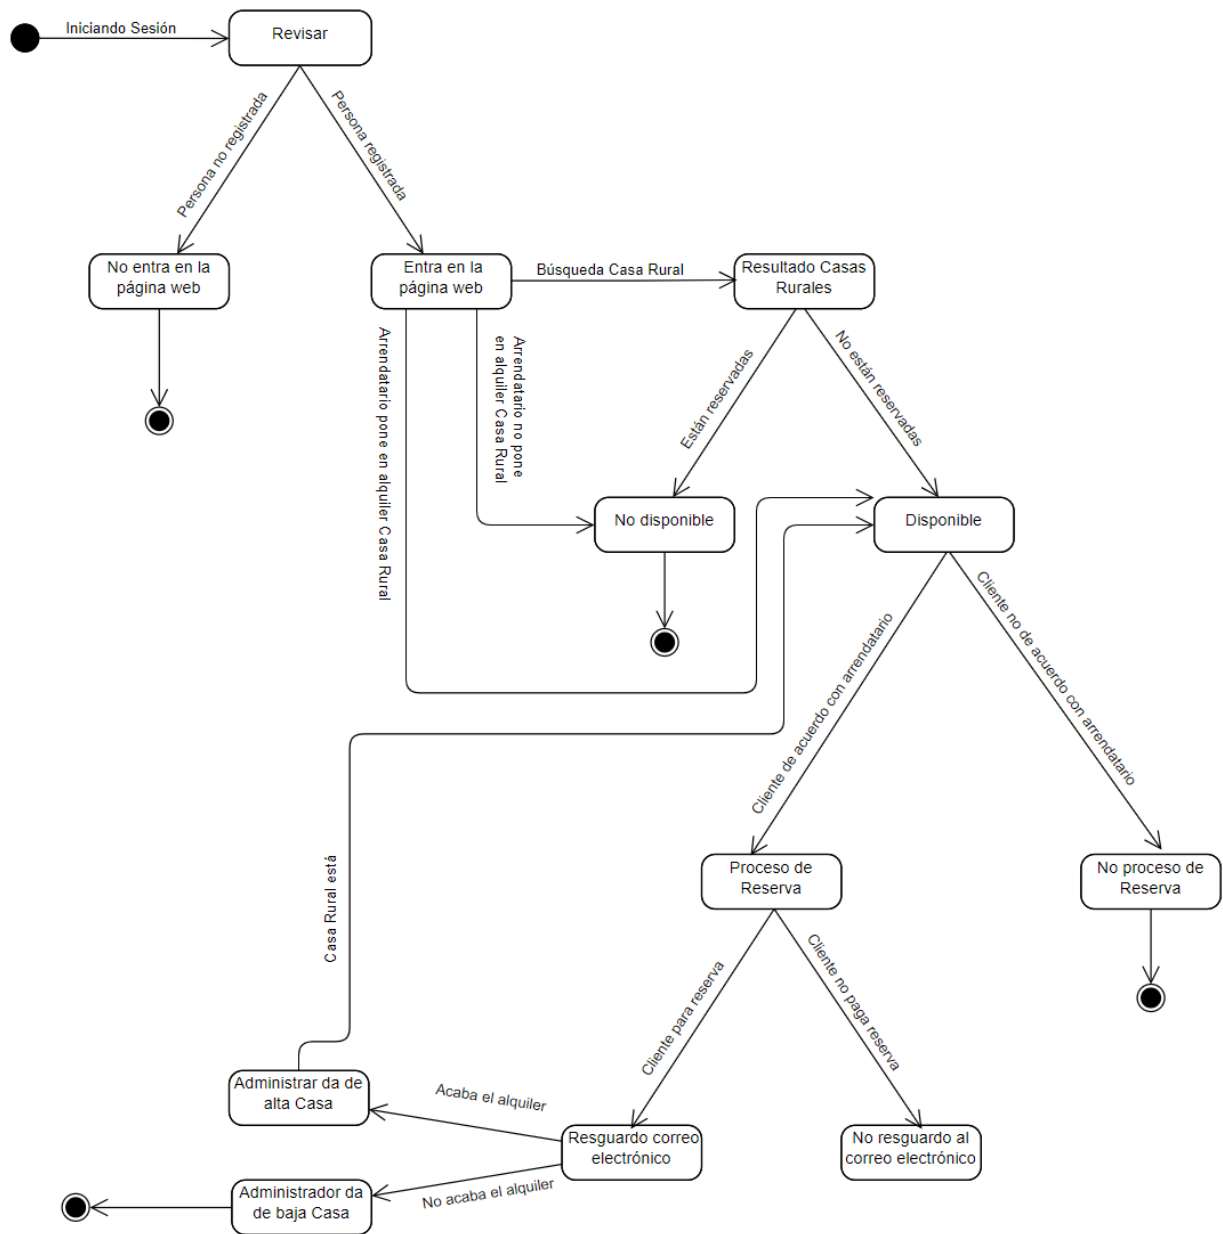 Iniciando Sesión
Revisar
Persona no registrada
Persona registrada
No entra en la
página web
Entra en la
página web
Búsqueda Casa Rural
Resultado Casas
Rurales
Arrendatario pone en alquiler Casa Rural
Arrendatario no pone
en alquiler Casa Rural
Están reservadas
No están reservadas
No disponible
Disponible
Cliente de acuerdo con arrendatario
Cliente no de acuerdo con arrendatario
Proceso de
Reserva
No proceso de
Reserva
Casa Rural está
Cliente para reserva
Cliente no paga reserva
Administrar da de
alta Casa
Acaba el alquiler
Resguardo correo
electrónico
No resguardo al
correo electrónico
No acaba el alquiler
Administrador da
de baja Casa